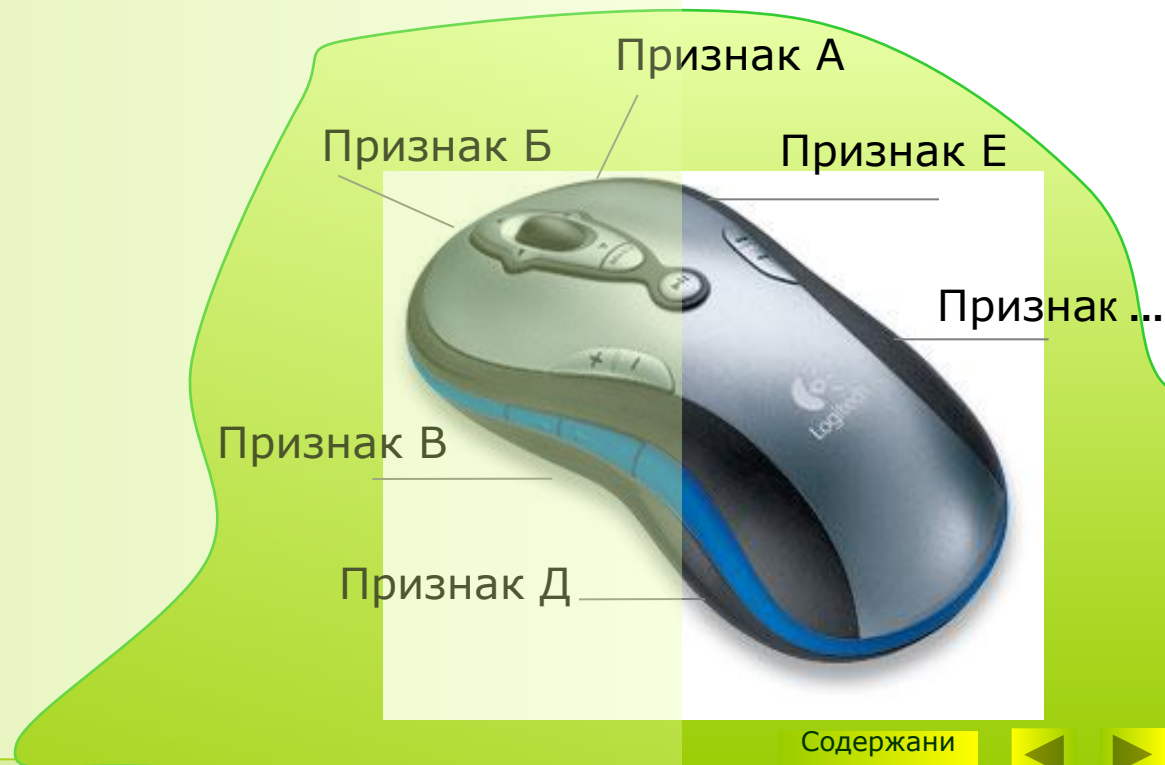 Признак А
Признак Б
Признак Е
Признак ...
+ -
Logitech
Признак В
Признак Д
Содержани